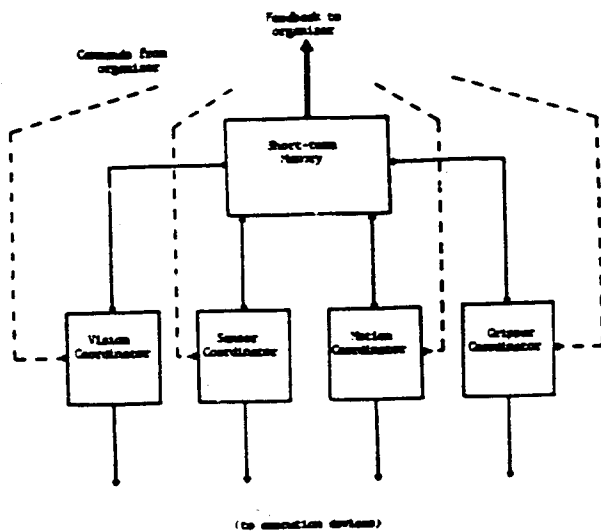 Feedback to
organizer
Commands from
organizer
Short-term
Memory
Vision
Coordinator
Sensor
Coordinator
Motion
Coordinator
Gripper
Coordinator
(to execution devices)